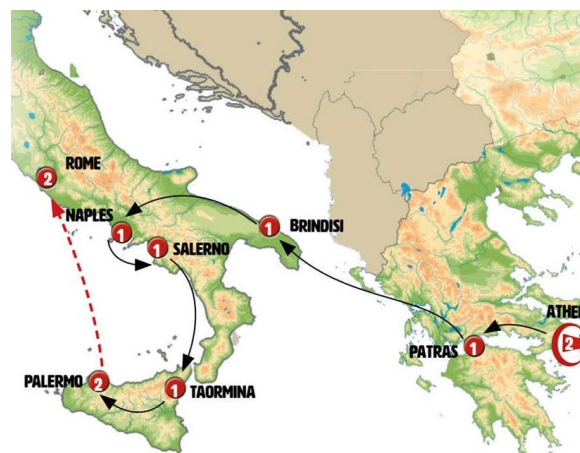 ROME
2
NAPLES
1
1
SALERNO
1
BRINDISI
ATHE
2
PATRAS
1
PALERMO
2
1
TAORMINA